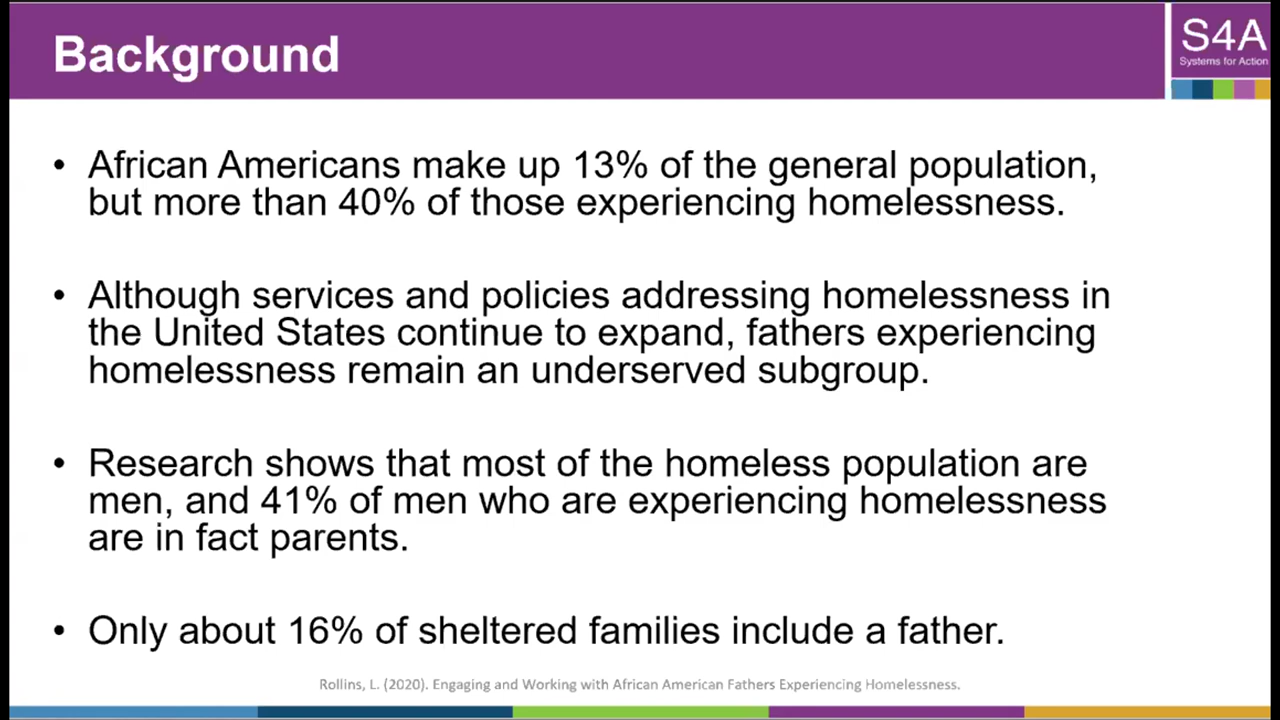 Background
S4A
Systems for Action
• African Americans make up 13% of the general population,
but more than 40% of those experiencing homelessness.
• Although services and policies addressing homelessness in
the United States continue to expand, fathers experiencing
homelessness remain an underserved subgroup.
• Research shows that most of the homeless population are
men, and 41% of men who are experiencing homelessness
are in fact parents.
• Only about 16% of sheltered families include a father.
Rollins, L. (2020). Engaging and Working with African American Fathers Experiencing Homelessness.